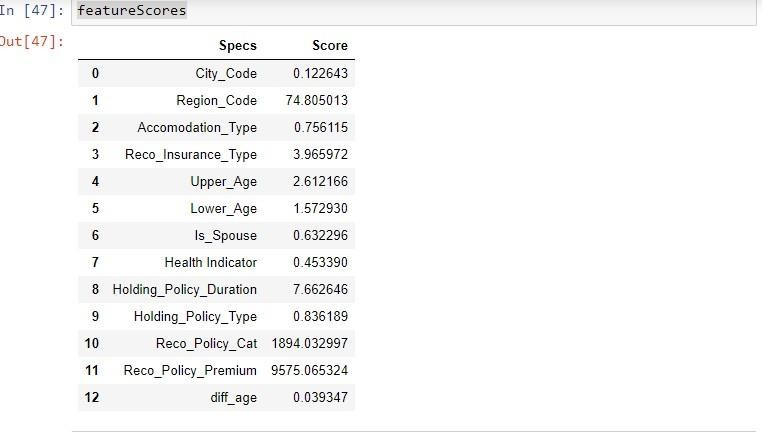 In [47]: featureScores
Out[47]:
Specs Score
0 City_Code 0.122643
1 Region_Code 74.805013
2 Accomodation_Type 0.756115
3 Reco_Insurance_Type 3.965972
4 Upper_Age 2.612166
5 Lower_Age 1.572930
6 Is_Spouse 0.632296
7 Health Indicator 0.453390
8 Holding_Policy_Duration 7.662646
9 Holding_Policy_Type 0.836189
10 Reco_Policy_Cat 1894.032997
11 Reco_Policy_Premium 9575.065324
12 diff_age 0.039347